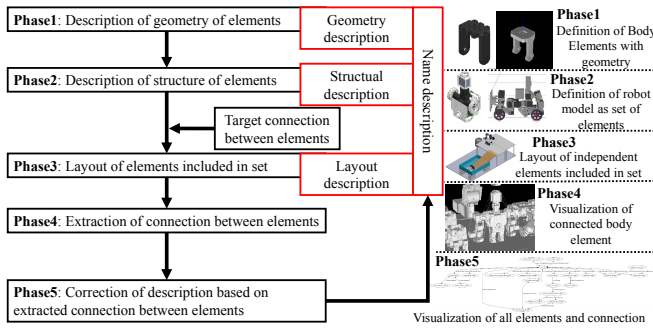 Phase1: Description of geometry of elements
Geometry
description
Phase2: Description of structure of elements
Structual
description
Target connection
between elements
Phase3: Layout of elements included in set
Layout
description
Phase4: Extraction of connection between elements
Phase5: Correction of description based on
extracted connection between elements
Name description
Phase1
Definition of Body
Elements with
geometry
Phase2
Definition of robot
model as set of
elements
Phase3
Layout of independent
elements included in set
Phase4
Visualization of
connected body
element
Phase5
Visualization of all elements and connection